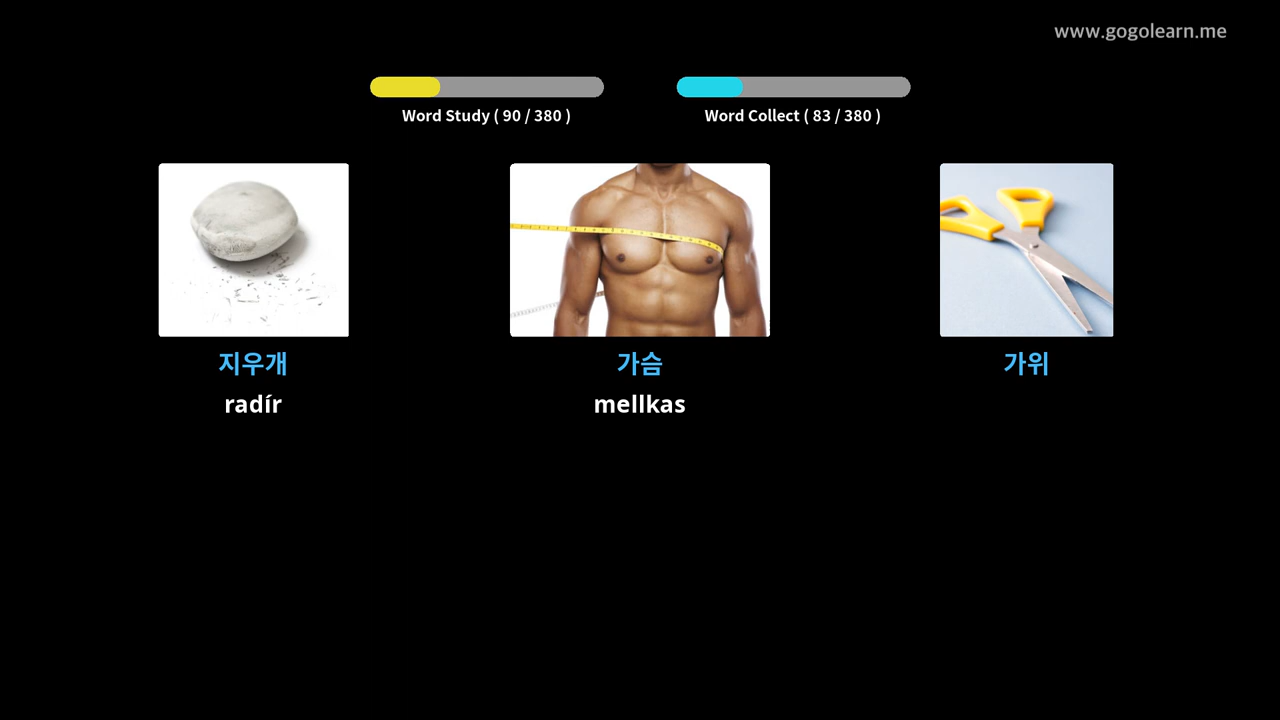 www.gogolearn.me
Word Study ( 90 / 380 )
Word Collect ( 83 / 380 )
지우개
radír
가슴
mellkas
가위